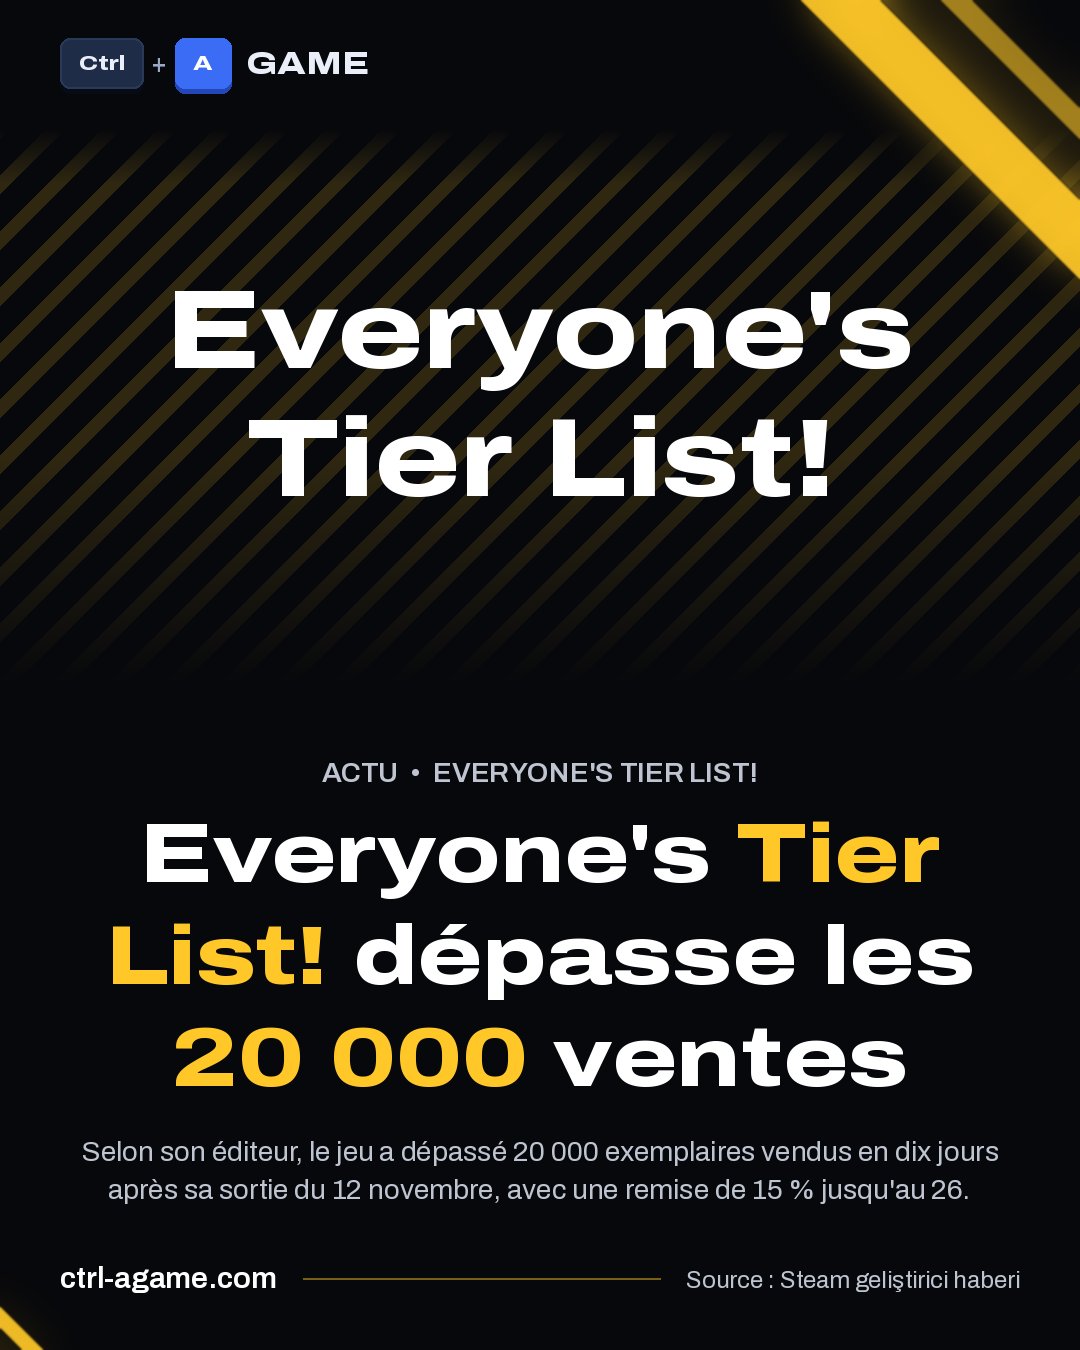 Ctrl + A GAME
Everyone's
Tier List!
ACTU • EVERYONE'S TIER LIST!
Everyone's Tier
List! dépasse les
20 000 ventes
Selon son éditeur, le jeu a dépassé 20 000 exemplaires vendus en dix jours
après sa sortie du 12 novembre, avec une remise de 15 % jusqu'au 26.
ctrl-agame.com
Source : Steam geliştirici haberi